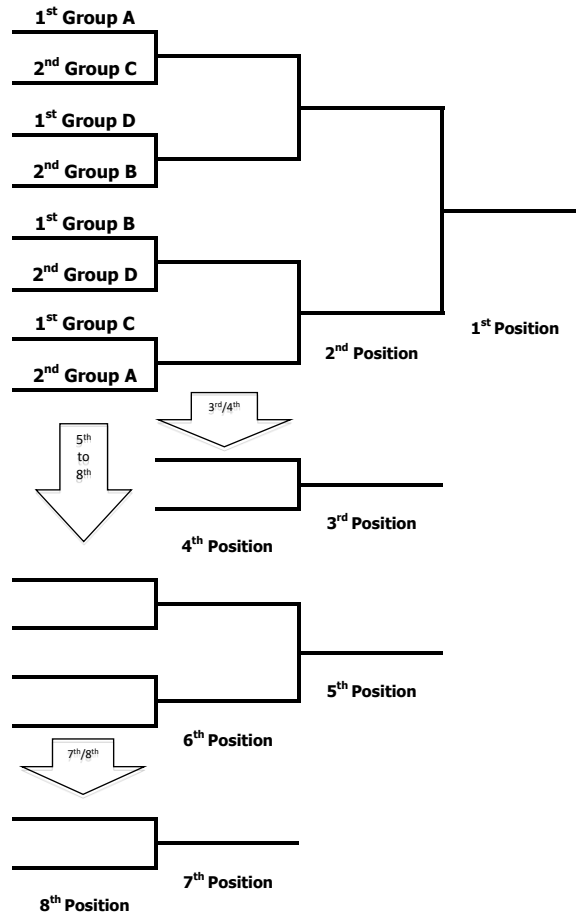 1st Group A
2nd Group C
1st Group D
2nd Group B
1st Group B
2nd Group D
1st Group C
2nd Group A
2nd Position
1st Position
3rd/4th
5th
to
8th
4th Position
3rd Position
5th Position
6th Position
7th/8th
7th Position
8th Position